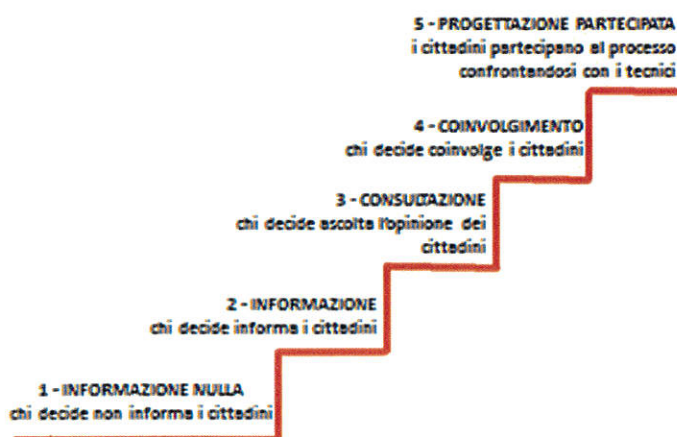 5 - PROGETTAZIONE PARTECIPATA
i cittadini partecipano al processo
confrontandosi con i tecnici
4 - COINVOLGIMENTO
chi decide coinvolge i cittadini
3 - CONSULTAZIONE
chi decide ascolta l'opinione dei
cittadini
2 - INFORMAZIONE
chi decide informa i cittadini
1 - INFORMAZIONE NULLA
chi decide non informa i cittadini